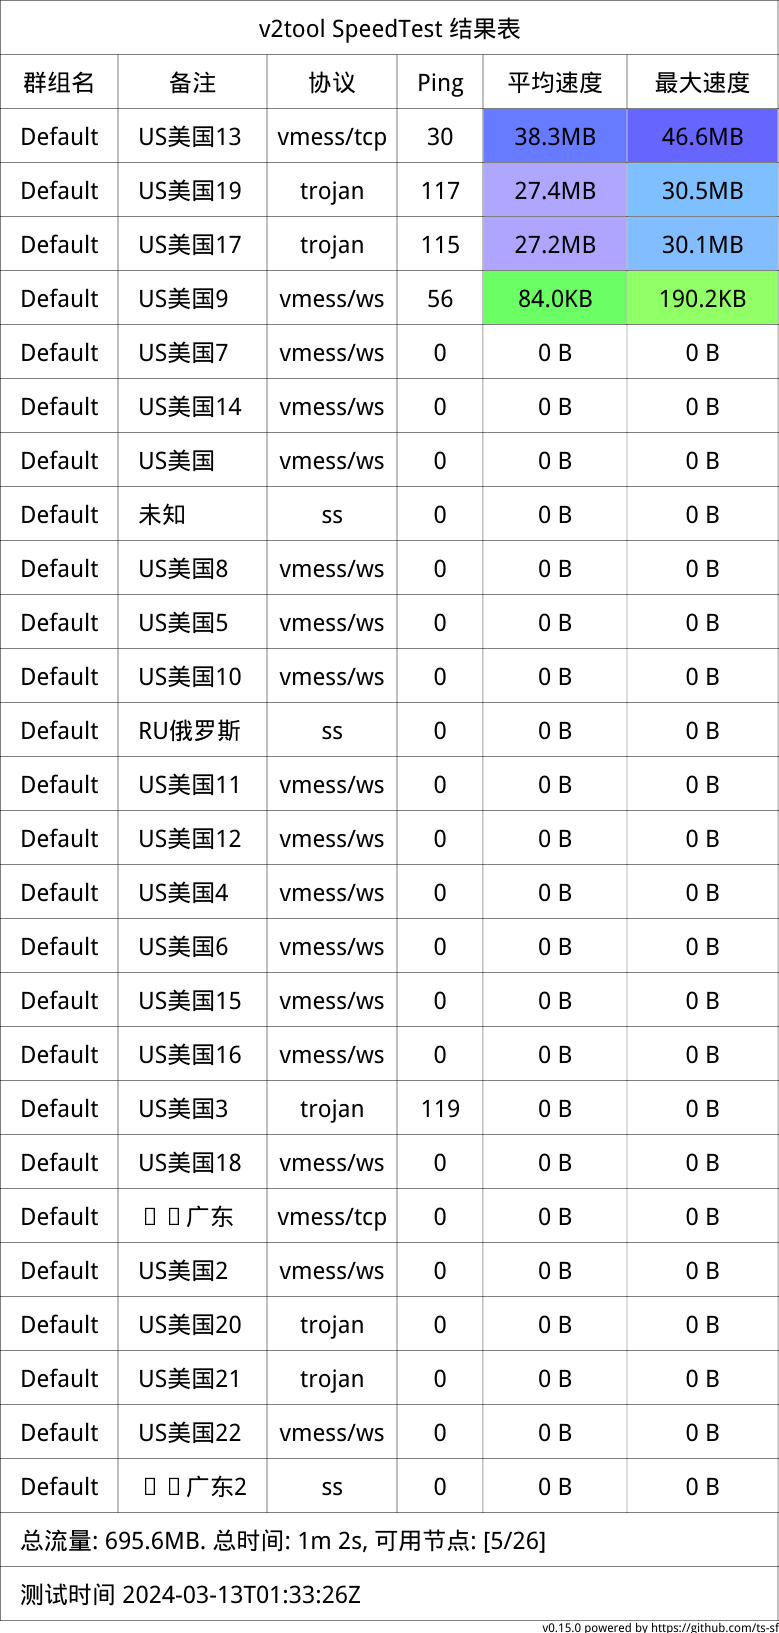 v2tool SpeedTest 结果表
群组名 备注 协议 Ping 平均速度 最大速度
Default US美国13 vmess/tcp 30 38.3MB 46.6MB
Default US美国19 trojan 117 27.4MB 30.5MB
Default US美国17 trojan 115 27.2MB 30.1MB
Default US美国9 vmess/ws 56 84.0KB 190.2KB
Default US美国7 vmess/ws 0 0 B 0 B
Default US美国14 vmess/ws 0 0 B 0 B
Default US美国 vmess/ws 0 0 B 0 B
Default 未知 ss 0 0 B 0 B
Default US美国8 vmess/ws 0 0 B 0 B
Default US美国5 vmess/ws 0 0 B 0 B
Default US美国10 vmess/ws 0 0 B 0 B
Default RU俄罗斯 ss 0 0 B 0 B
Default US美国11 vmess/ws 0 0 B 0 B
Default US美国12 vmess/ws 0 0 B 0 B
Default US美国4 vmess/ws 0 0 B 0 B
Default US美国6 vmess/ws 0 0 B 0 B
Default US美国15 vmess/ws 0 0 B 0 B
Default US美国16 vmess/ws 0 0 B 0 B
Default US美国3 trojan 119 0 B 0 B
Default US美国18 vmess/ws 0 0 B 0 B
Default 广东 vmess/tcp 0 0 B 0 B
Default US美国2 vmess/ws 0 0 B 0 B
Default US美国20 trojan 0 0 B 0 B
Default US美国21 trojan 0 0 B 0 B
Default US美国22 vmess/ws 0 0 B 0 B
Default 广东2 ss 0 0 B 0 B
总流量: 695.6MB. 总时间: 1m 2s, 可用节点: [5/26]
测试时间 2024-03-13T01:33:26Z
v0.15.0 powered by https://github.com/ts-sf